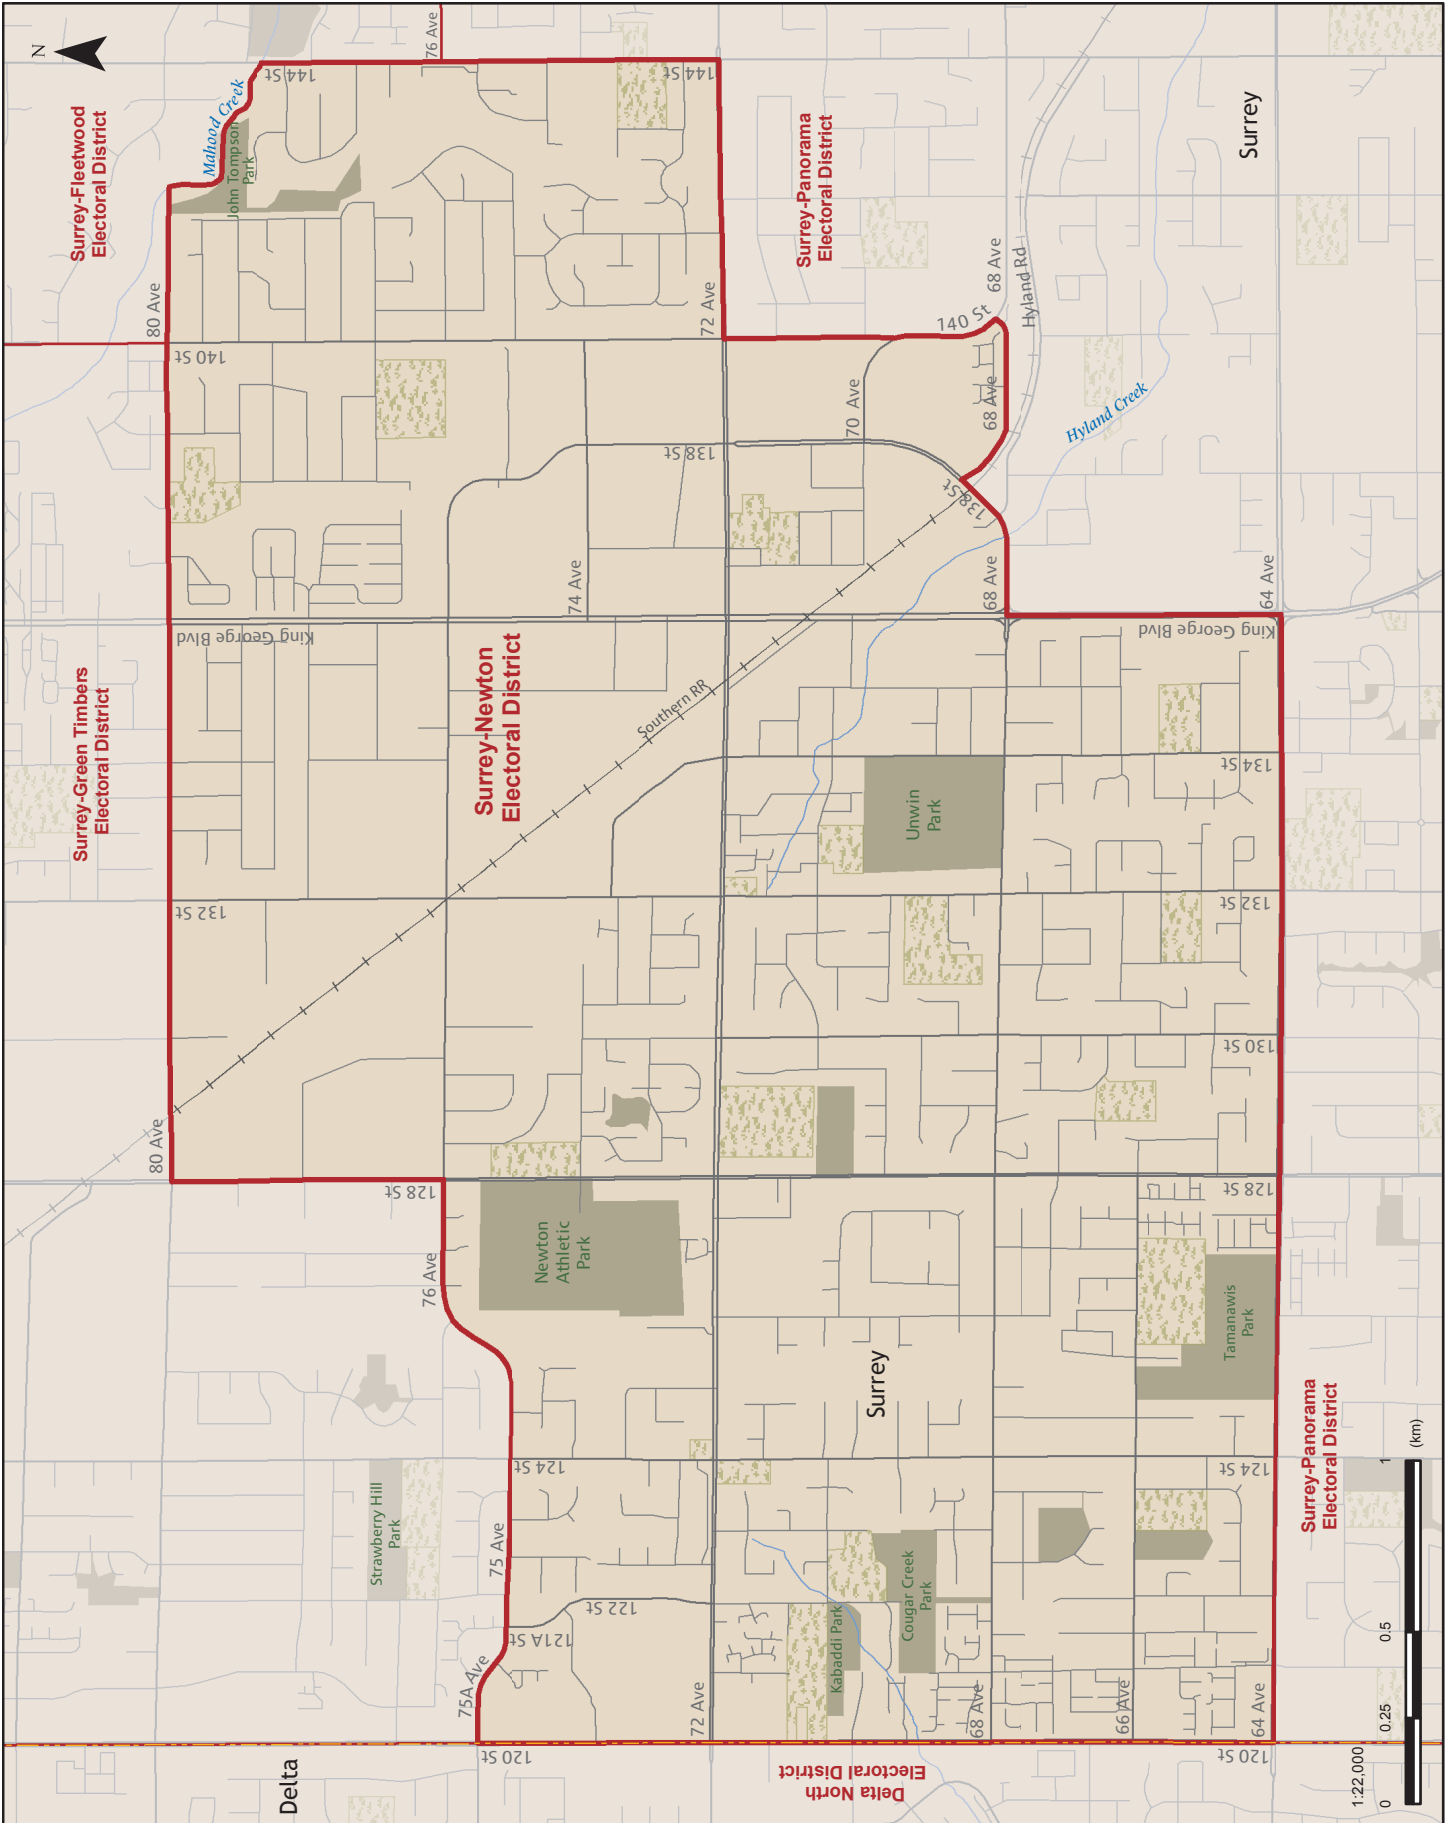 N
76 Ave
144 St
144 St
Mahood Creek
John Tompson
Park
Surrey-Fleetwood
Electoral District
Surrey-Panorama
Electoral District
Surrey
80 Ave
140 St
72 Ave
140 St
68 Ave
Hyland Rd
70 Ave
68 Ave
Hyland Creek
138 St
138 St
74 Ave
68 Ave
64 Ave
King George Blvd
King George Blvd
Surrey-Green Timbers
Electoral District
Surrey-Newton
Electoral District
Southern RR
134 St
Unwin
Park
132 St
132 St
130 St
80 Ave
128 St
128 St
76 Ave
Newton
Athletic
Park
Tamanawis
Park
Surrey
Surrey-Panorama
Electoral District
124 St
124 St
Strawberry Hill
Park
75 Ave
122 St
121A St
75A Ave
Cougar Creek
Park
Kabaddi Park
72 Ave
68 Ave
66 Ave
64 Ave
120 St
120 St
Delta
Delta North
Electoral District
1:22,000
0
0.25
0.5
1
(km)